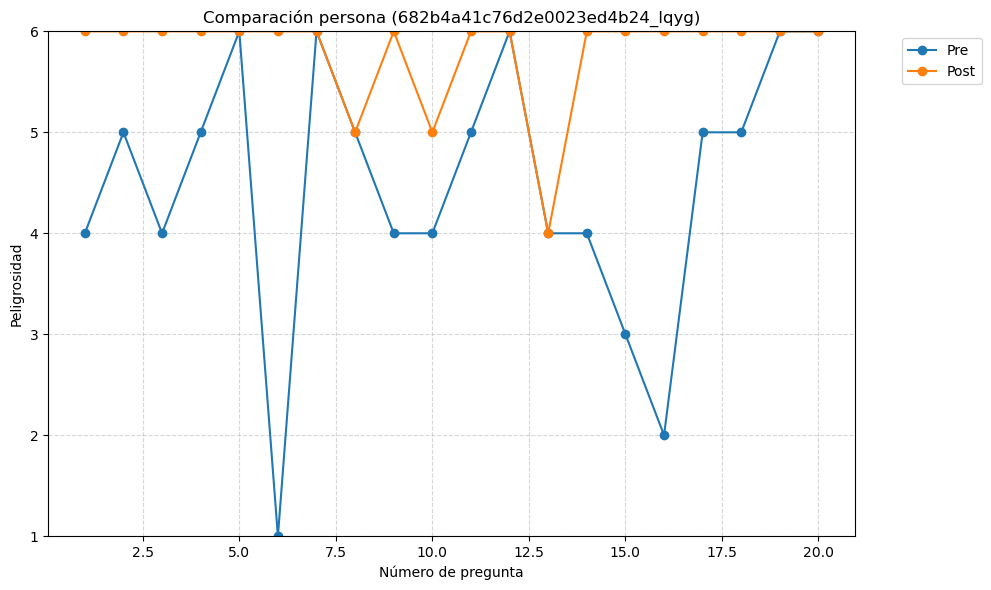 Comparación persona (682b4a41c76d2e0023ed4b24_lqyg)
Pre
Post
6
5
4
3
2
1
Peligrosidad
2.5 5.0 7.5 10.0 12.5 15.0 17.5 20.0
Número de pregunta